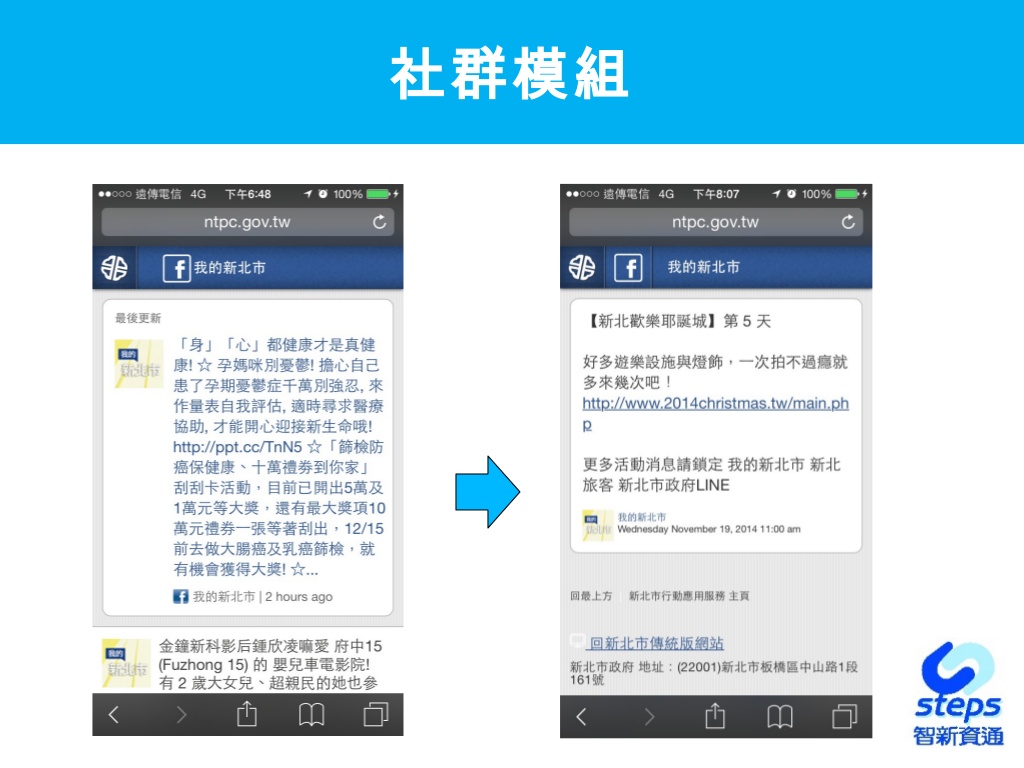 社群模組
遠傳電信 4G 下午6:48 100%
ntpc.gov.tw
我的新北市
最後更新
「身」「心」都健康才是真健
康! ☆ 孕媽咪別憂鬱! 擔心自己
患了孕期憂鬱症千萬別強忍, 來
作量表自我評估, 適時尋求醫療
協助, 才能開心迎接新生命哦!
http://ppt.cc/TnN5 ☆「篩檢防
癌保健康、十萬禮券到你家」
刮刮卡活動，目前已開出5萬及
1萬元等大獎，還有最大獎項10
萬元禮券一張等著刮出，12/15
前去做大腸癌及乳癌篩檢，就
有機會獲得大獎! ☆...
我的新北市 | 2 hours ago
金鐘新科影后鍾欣凌嘛愛 府中15
(Fuzhong 15) 的 嬰兒車電影院!
有 2 歲大女兒、超親民的她也參
遠傳電信 4G 下午8:07 100%
ntpc.gov.tw
我的新北市
【新北歡樂耶誕城】第 5 天
好多遊樂設施與燈飾，一次拍不過癮就
多來幾次吧！
http://www.2014christmas.tw/main.ph
p
更多活動消息請鎖定 我的新北市 新北
旅客 新北市政府LINE
我的新北市
Wednesday November 19, 2014 11:00 am
回最上方 新北市行動應用服務 主頁
回新北市傳統版網站
新北市政府 地址：(22001)新北市板橋區中山路1段
161號
steps
智新資通